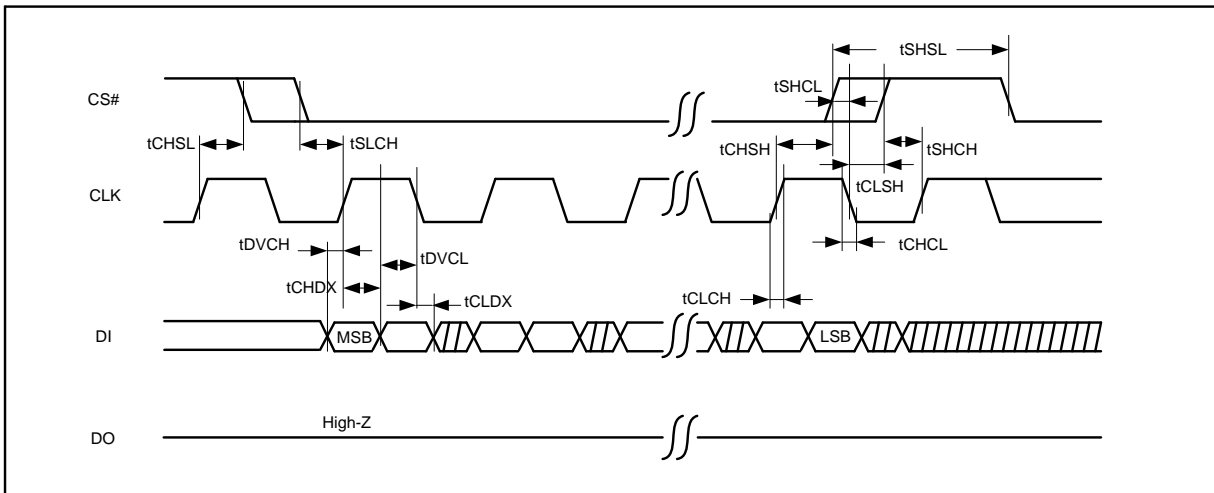 tSHSL
CS#
tSHCL
tCHSL
tSLCH
tCHSH
tSHCH
tCLSH
CLK
tDVCH
tDVCL
tCHCL
tCHDX
tCLDX
tCLCH
DI
MSB
LSB
High-Z
DO